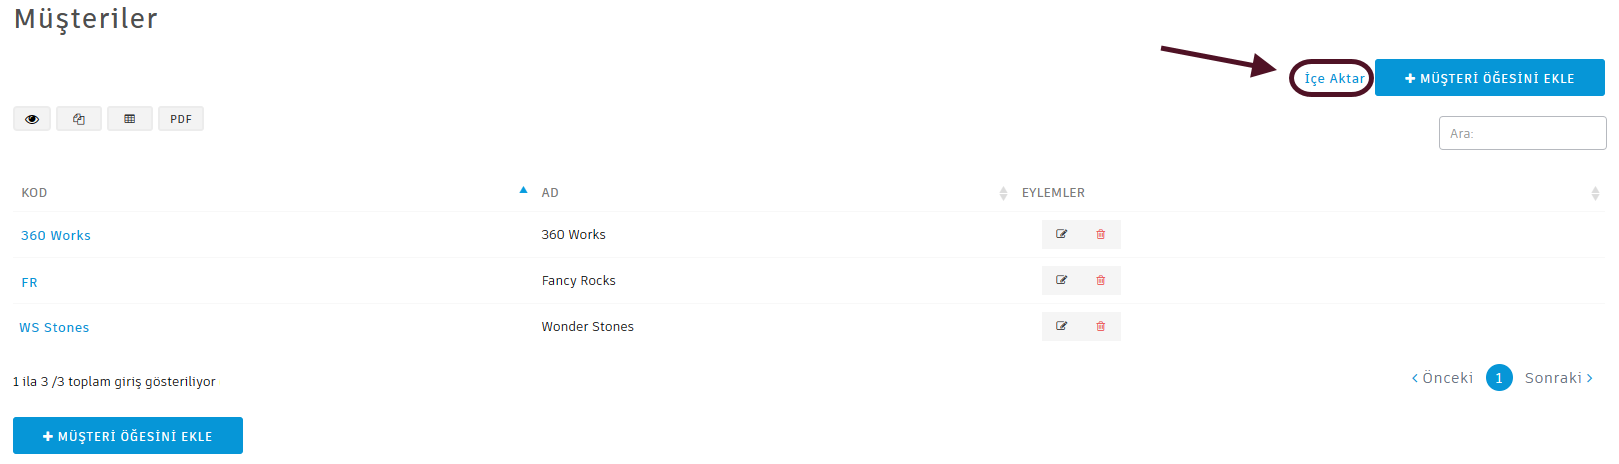 Müşteriler
İçe Aktar
MÜŞTERİ ÖĞESİNİ EKLE
PDF
Ara:
KOD AD EYLEMLER
360 Works 360 Works
FR Fancy Rocks
WS Stones Wonder Stones
1 ila 3 /3 toplam giriş gösteriliyor
Önceki 1 Sonraki
MÜŞTERİ ÖĞESİNİ EKLE